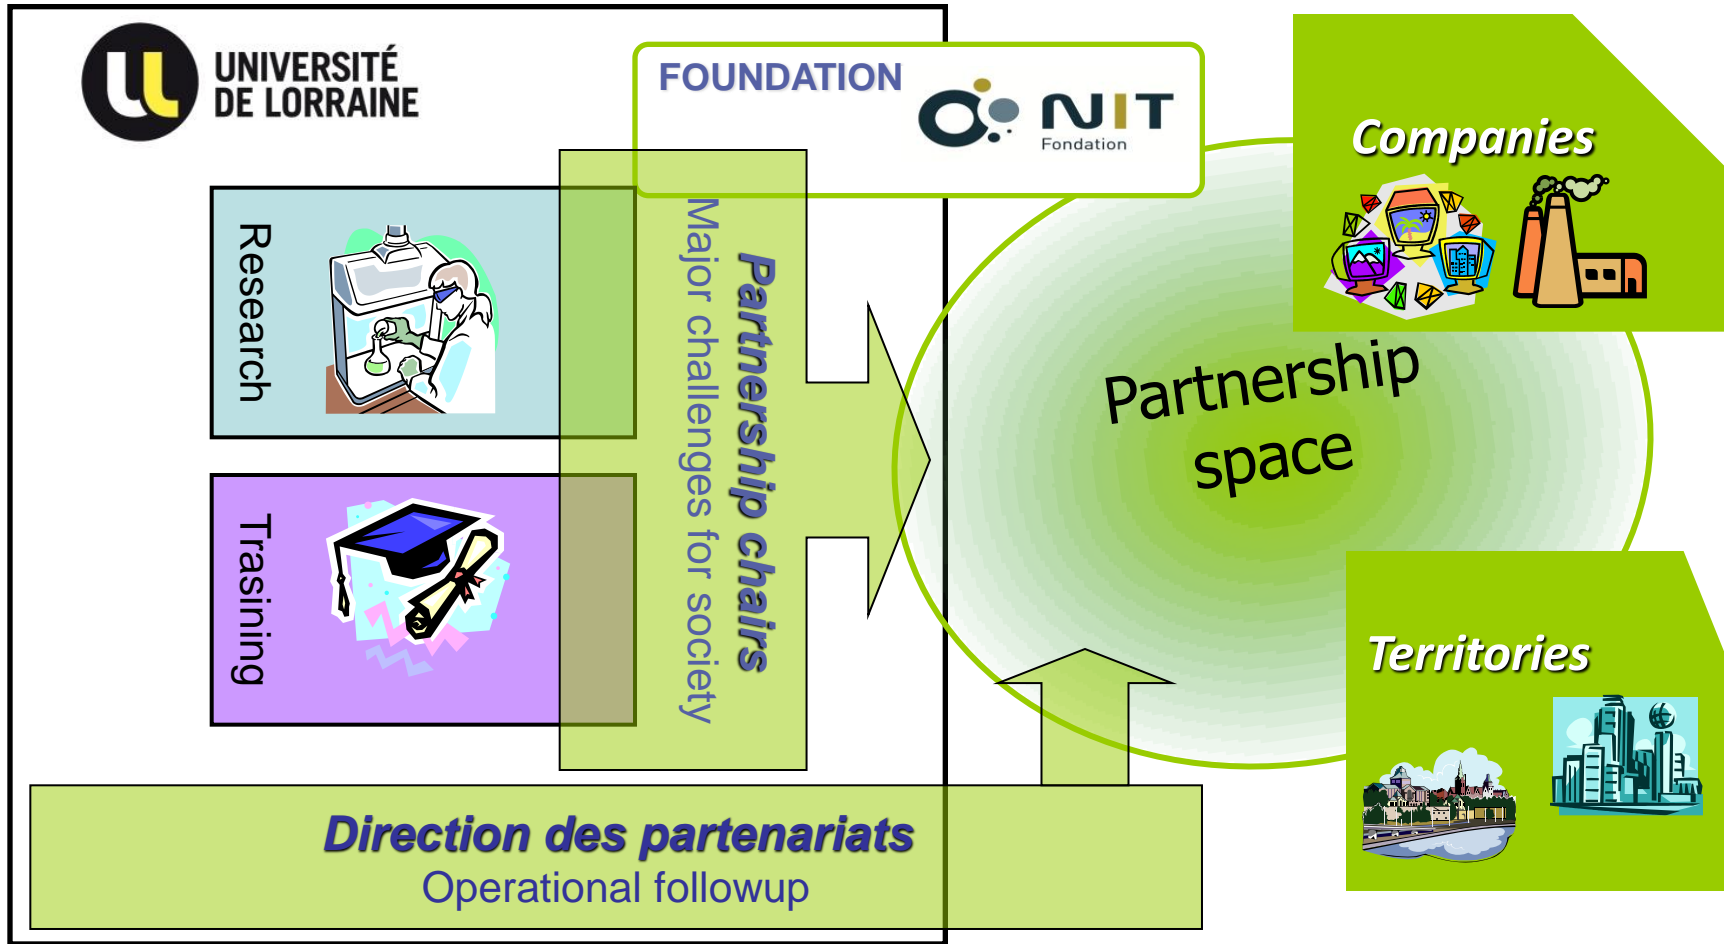 UNIVERSITÉ
DE LORRAINE
FOUNDATION
NIT
Fondation
Companies
Research
Trasining
Partnership chairs
Major challenges for society
Partnership
space
Territories
Direction des partenariats
Operational followup